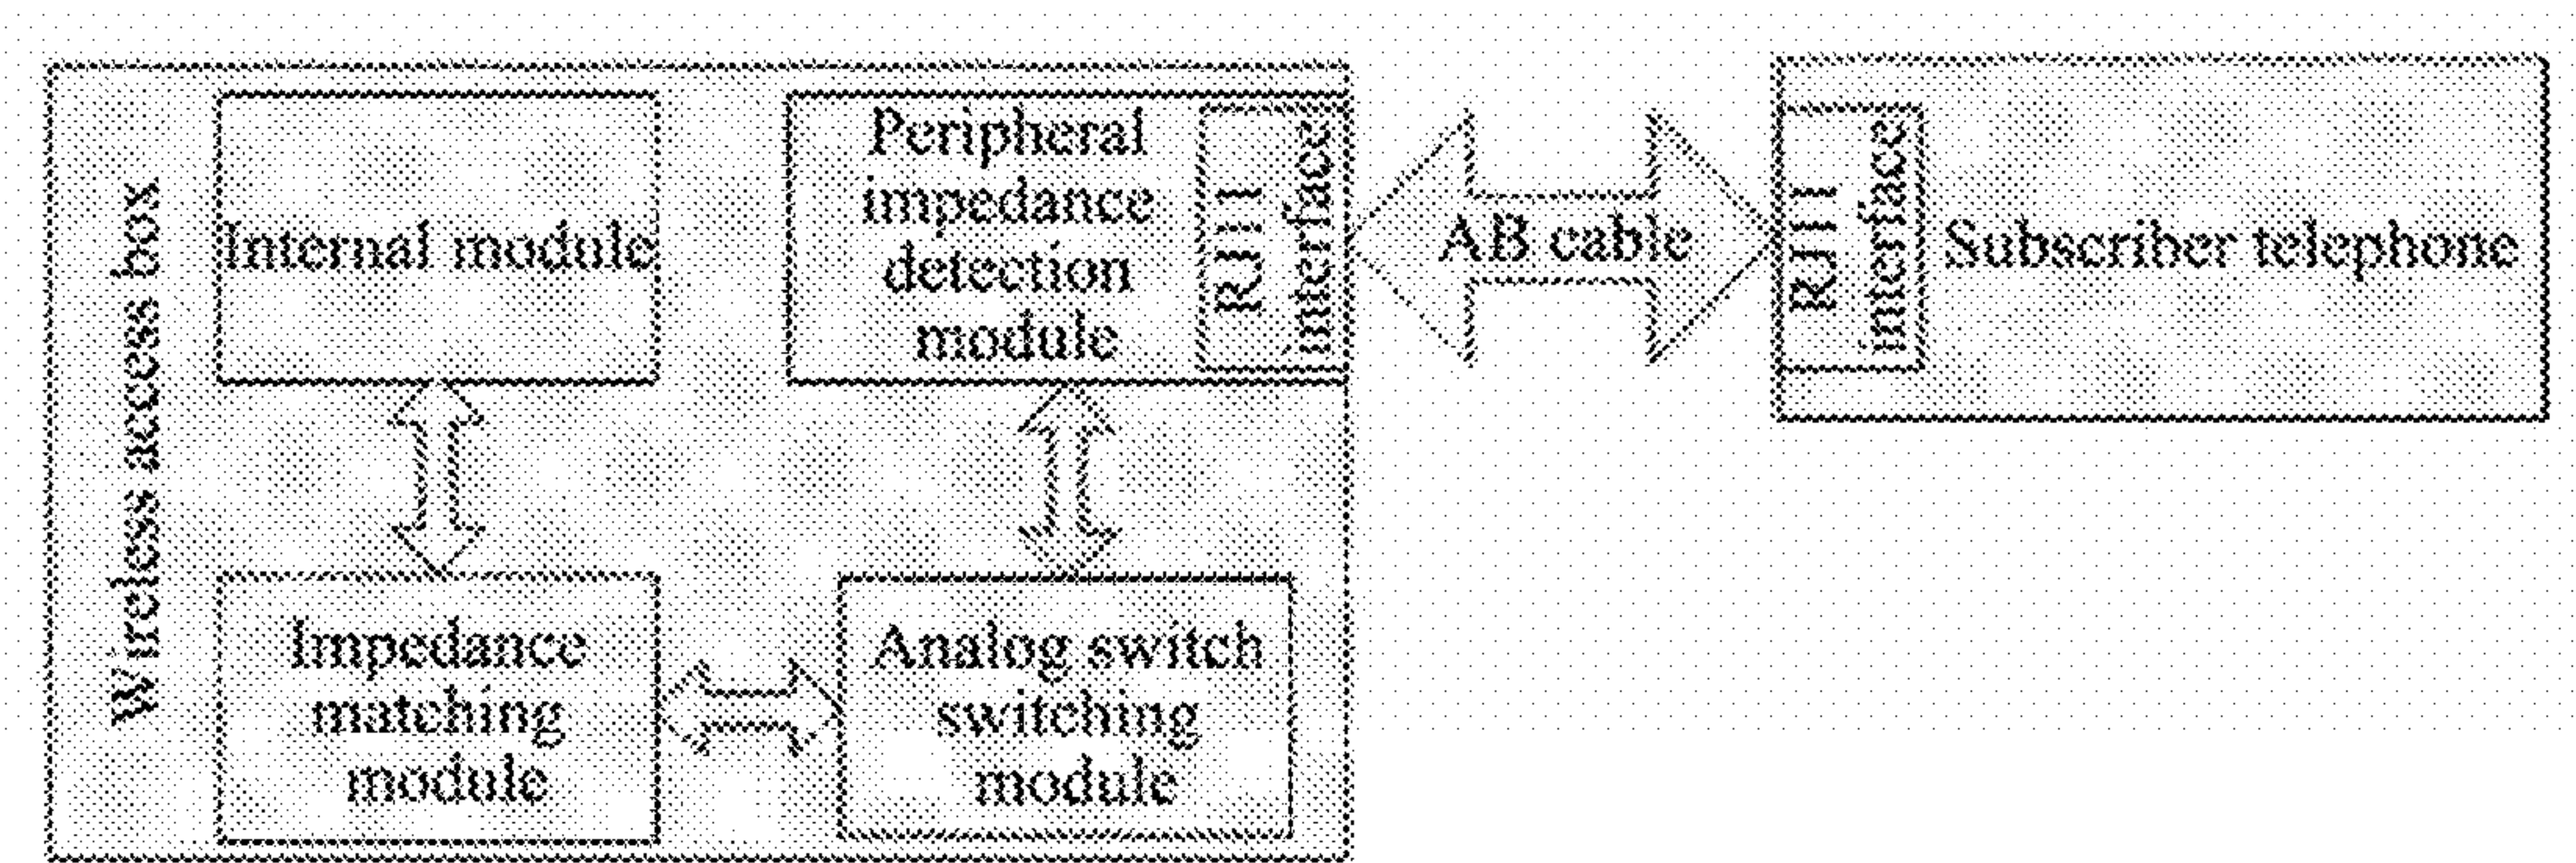 Wireless access box
Internal module
Peripheral
impedance
detection
module
RJ11
interface
AB cable
RJ11
interface
Subscriber telephone
Impedance
matching
module
Analog switch
switching
module